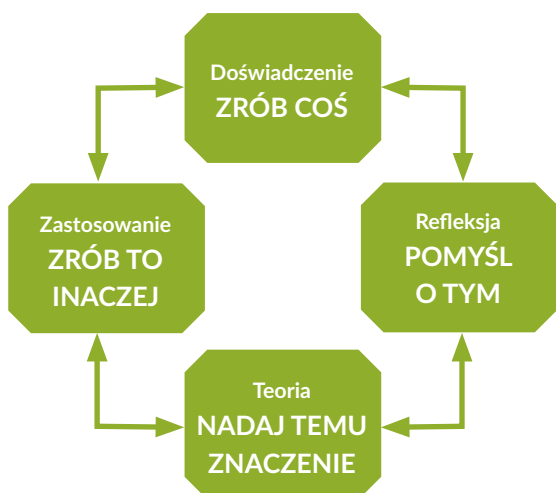 Doświadczenie
ZRÓB COŚ
Zastosowanie
ZRÓB TO
INACZEJ
Refleksja
POMYŚL
O TYM
Teoria
NADAJ TEMU
ZNACZENIE